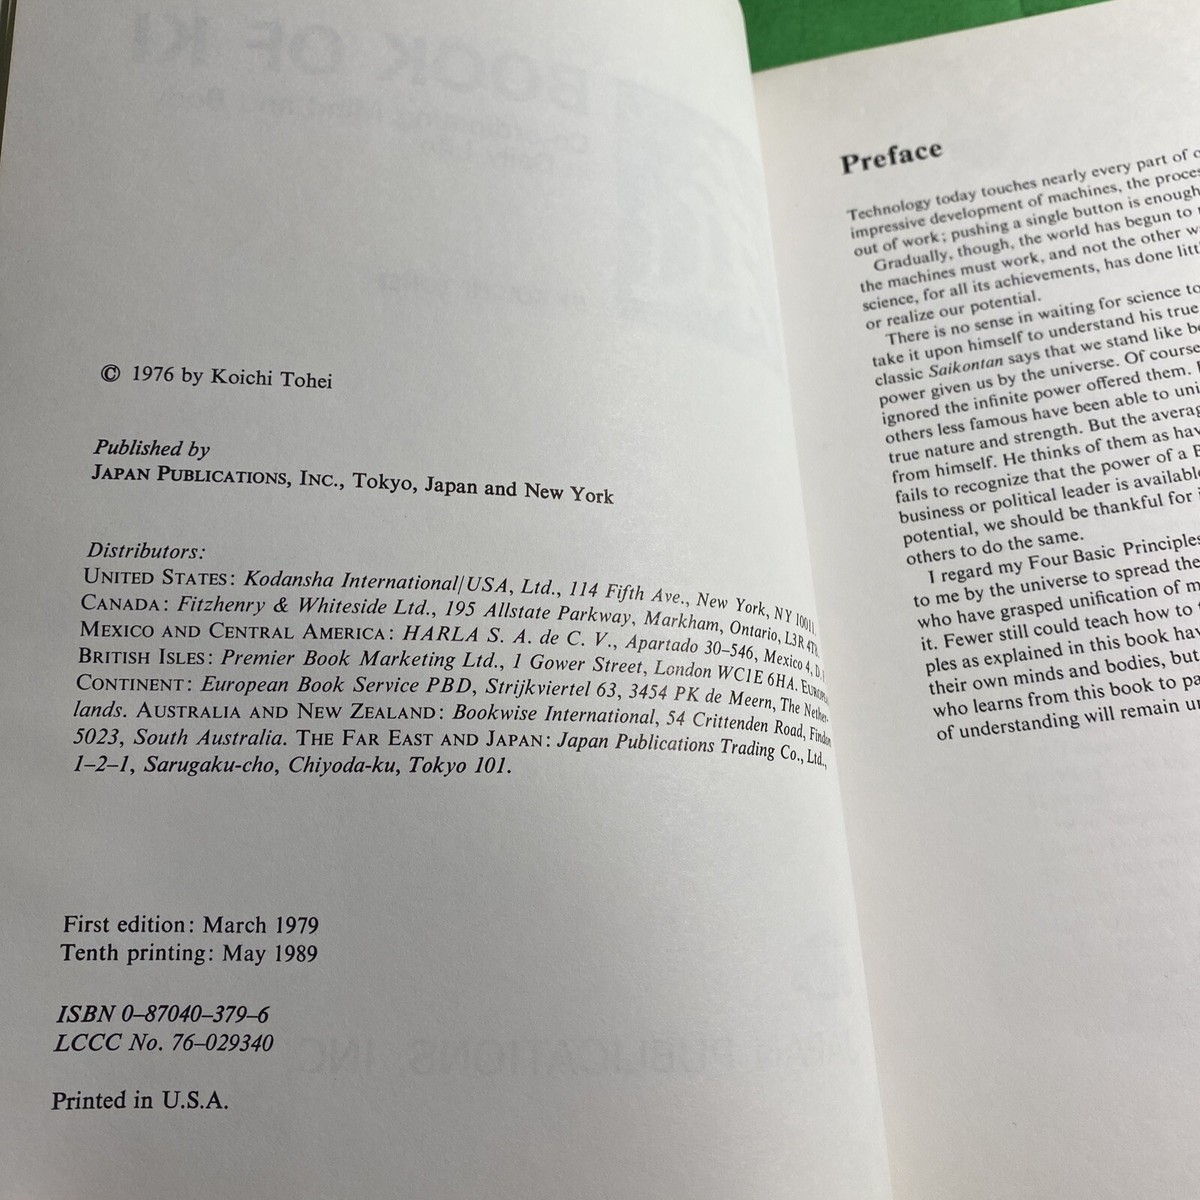 © 1976 by Koichi Tohei
Published by
JAPAN PUBLICATIONS, INC., Tokyo, Japan and New York
Distributors:
UNITED STATES: Kodansha International/USA, Ltd., 114 Fifth Ave., New York, NY 10011.
CANADA: Fitzhenry & Whiteside Ltd., 195 Allstate Parkway, Markham, Ontario, L3R 4T8.
MEXICO AND CENTRAL AMERICA: HARLA S. A. de C. V., Apartado 30–546, Mexico 4, D.
BRITISH ISLES: Premier Book Marketing Ltd., 1 Gower Street, London WC1E 6HA. EUROPEAN
CONTINENT: European Book Service PBD, Strijkviertel 63, 3454 PK de Meern, The Nether-
lands. AUSTRALIA AND NEW ZEALAND: Bookwise International, 54 Crittenden Road, Findon
5023, South Australia. THE FAR EAST AND JAPAN: Japan Publications Trading Co., Ltd.,
1–2–1, Sarugaku-cho, Chiyoda-ku, Tokyo 101.
First edition: March 1979
Tenth printing: May 1989
ISBN 0–87040–379–6
LCCC No. 76–029340
Printed in U.S.A.
Preface
Technology today touches nearly every part of
impressive development of machines, the
out of work; pushing a single button is enough
Gradually, though, the world has begun to
the machines must work, and not the other
science, for all its achievements, has done
or realize our potential.
There is no sense in waiting for science to
take it upon himself to understand his true
classic Saikontan says that we stand like
power given us by the universe. Of course
ignored the infinite power offered them.
others less famous have been able to
true nature and strength. But the
from himself. He thinks of them as
fails to recognize that the power of a
business or political leader is
potential, we should be thankful for
others to do the same.
I regard my Four Basic Principles
to me by the universe to spread the
who have grasped unification of
it. Fewer still could teach how to
ples as explained in this book
their own minds and bodies, but
who learns from this book to
of understanding will remain